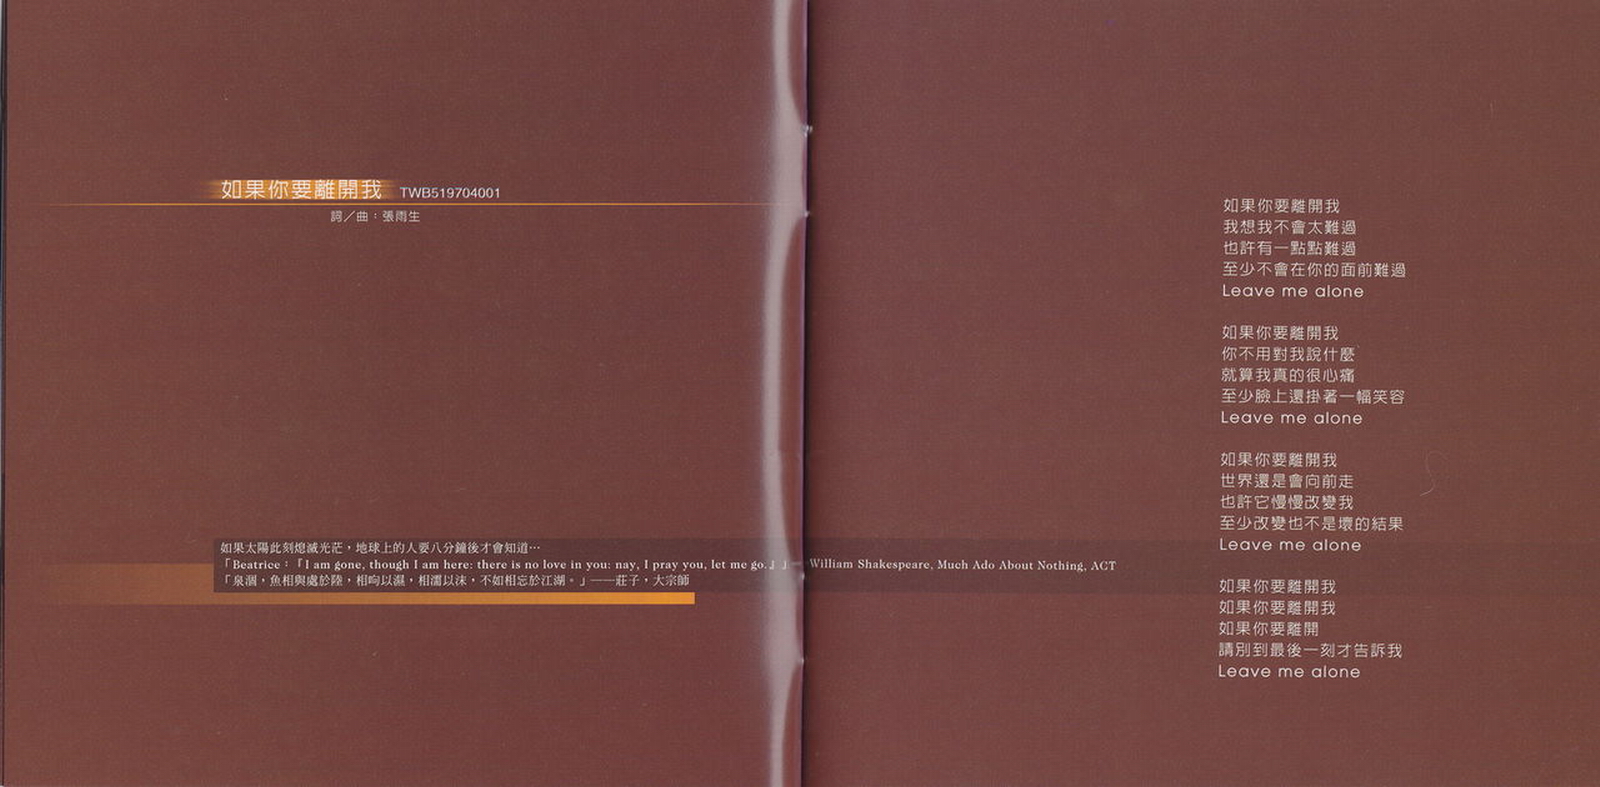 如果你要離開我 TWB519704001
詞／曲：張雨生
如果太陽此刻熄滅光茫，地球上的人要八分鐘後才會知道…
「Beatrice：『I am gone, though I am here: there is no love in you: nay, I pray you, let me go.』」—William Shakespeare, Much Ado About Nothing, ACT
「泉涸，魚相與處於陸，相呴以濕，相濡以沫，不如相忘於江湖。」——莊子，大宗師
如果你要離開我
我想我不會太難過
也許有一點點難過
至少不會在你的面前難過
Leave me alone
如果你要離開我
你不用對我說什麼
就算我真的很心痛
至少臉上還掛著一幅笑容
Leave me alone
如果你要離開我
世界還是會向前走
也許它慢慢改變我
至少改變也不是壞的結果
Leave me alone
如果你要離開我
如果你要離開我
如果你要離開
請別到最後一刻才告訴我
Leave me alone